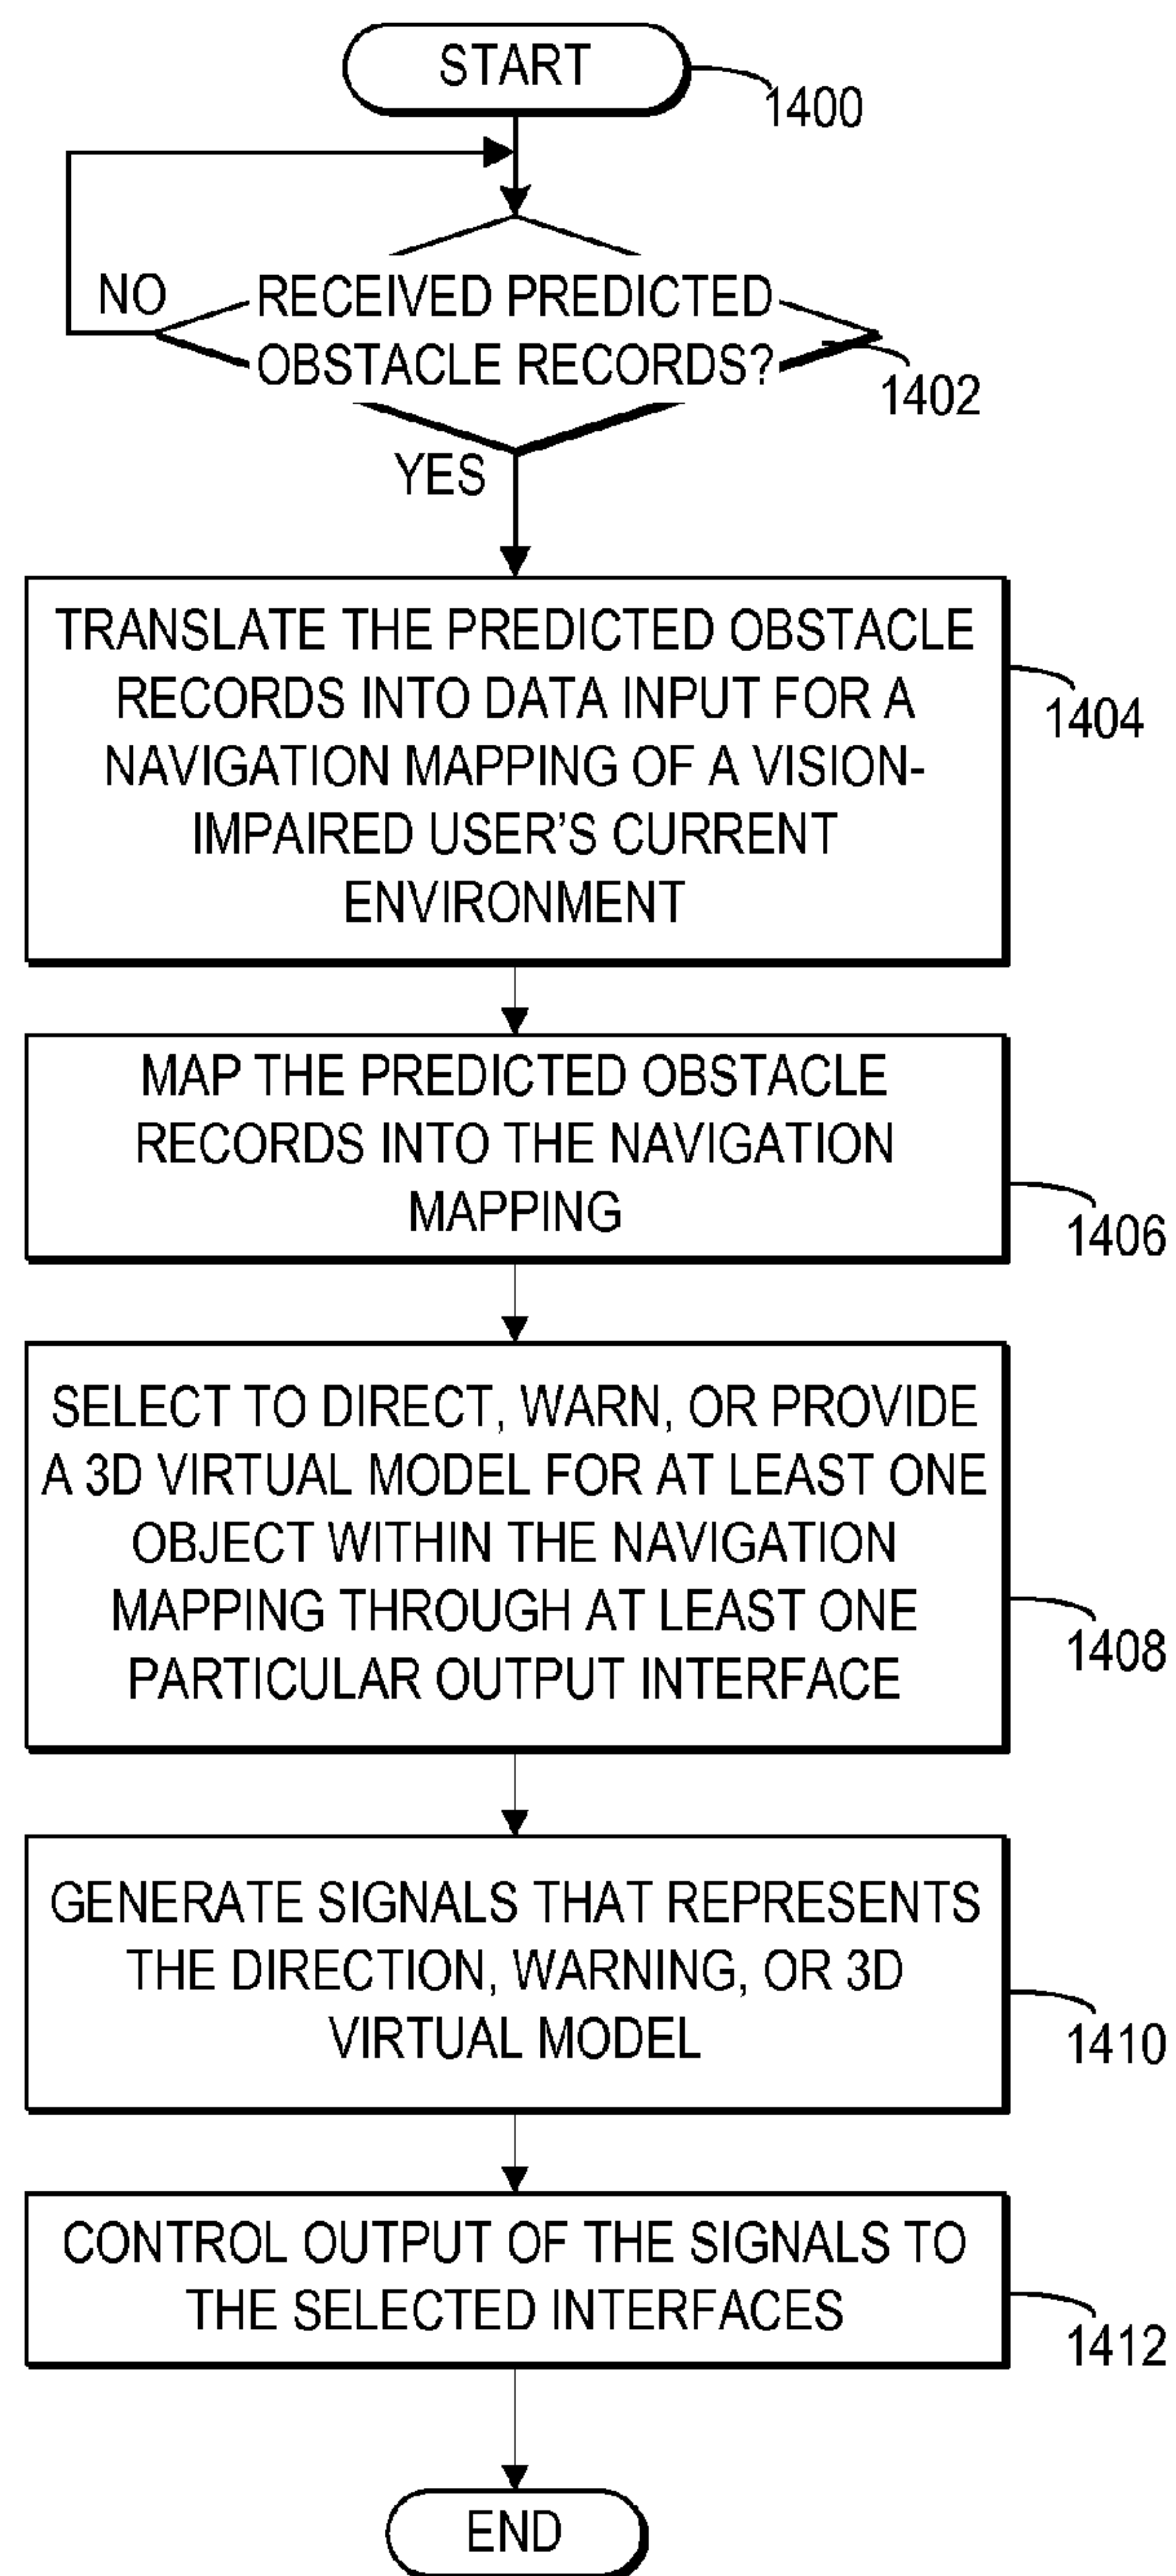 START
1400
NO
RECEIVED PREDICTED
OBSTACLE RECORDS?
1402
YES
TRANSLATE THE PREDICTED OBSTACLE
RECORDS INTO DATA INPUT FOR A
NAVIGATION MAPPING OF A VISION-
IMPAIRED USER'S CURRENT
ENVIRONMENT
1404
MAP THE PREDICTED OBSTACLE
RECORDS INTO THE NAVIGATION
MAPPING
1406
SELECT TO DIRECT, WARN, OR PROVIDE
A 3D VIRTUAL MODEL FOR AT LEAST ONE
OBJECT WITHIN THE NAVIGATION
MAPPING THROUGH AT LEAST ONE
PARTICULAR OUTPUT INTERFACE
1408
GENERATE SIGNALS THAT REPRESENTS
THE DIRECTION, WARNING, OR 3D
VIRTUAL MODEL
1410
CONTROL OUTPUT OF THE SIGNALS TO
THE SELECTED INTERFACES
1412
END